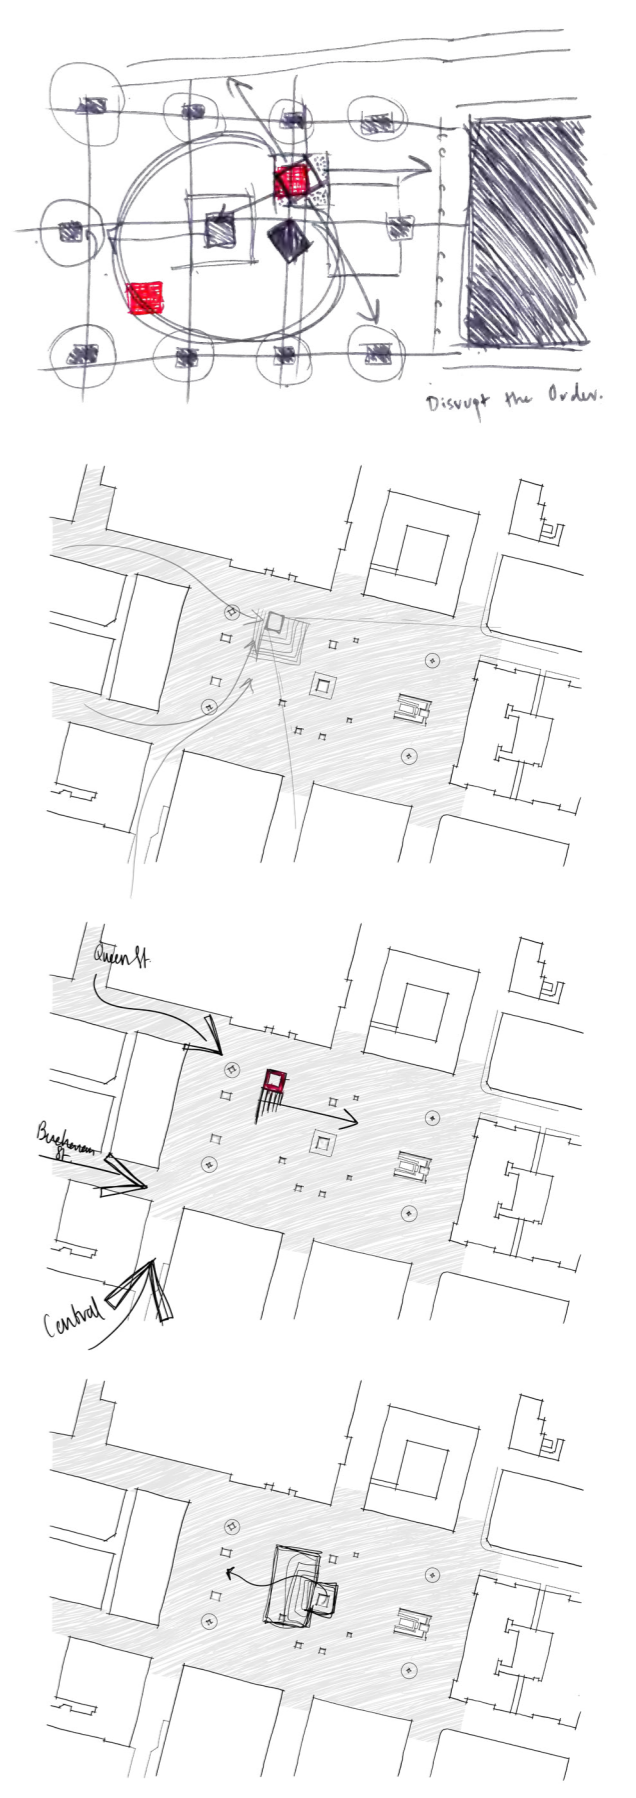 Disrupt the Order.
Queen St.
Buchanan
St.
Central